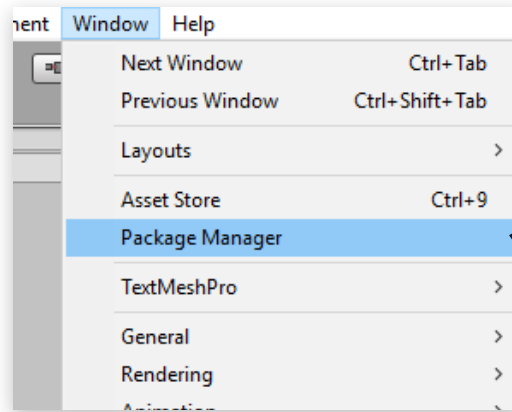 Window Help
Next Window Ctrl+Tab
Previous Window Ctrl+Shift+Tab
Layouts
Asset Store Ctrl+9
Package Manager
TextMeshPro
General
Rendering